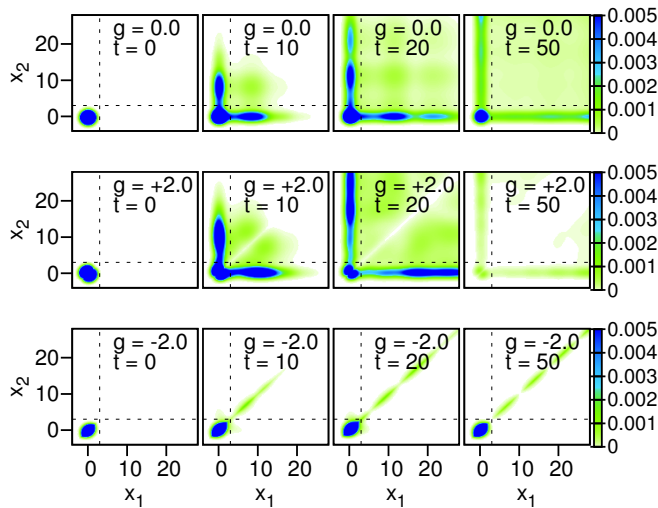 g = 0.0 g = 0.0 g = 0.0 g = 0.0 0.005
t = 0 t = 10 t = 20 t = 50 0.004
20 0.003
x2 10 0.002
0.001
0 0
g = +2.0 g = +2.0 g = +2.0 g = +2.0 0.005
t = 0 t = 10 t = 20 t = 50 0.004
20 0.003
x2 10 0.002
0.001
0 0
g = -2.0 g = -2.0 g = -2.0 g = -2.0 0.005
t = 0 t = 10 t = 20 t = 50 0.004
20 0.003
x2 10 0.002
0.001
0 0
0 10 20 0 10 20 0 10 20 0 10 20
x1 x1 x1 x1